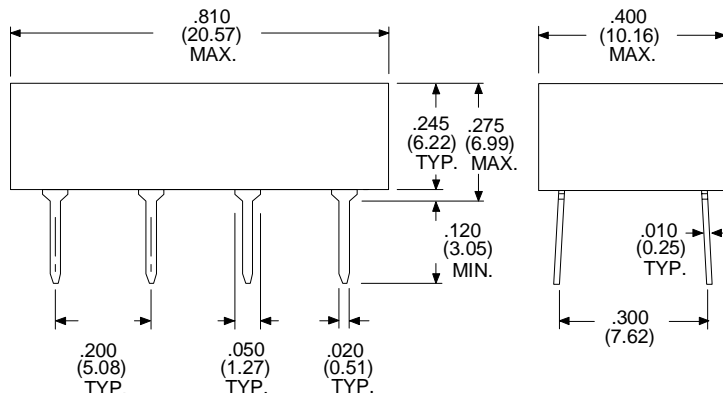 .810
(20.57)
MAX.
.400
(10.16)
MAX.
.245
(6.22)
TYP.
.275
(6.99)
MAX.
.120
(3.05)
MIN.
.010
(0.25)
TYP.
.200
(5.08)
TYP.
.050
(1.27)
TYP.
.020
(0.51)
TYP.
.300
(7.62)